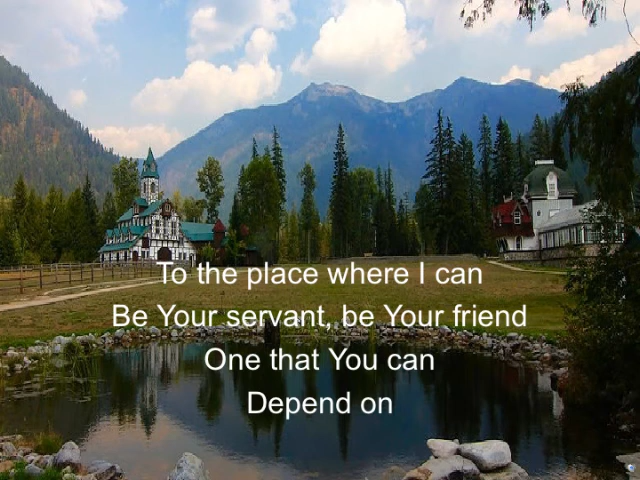 To the place where I can
Be Your servant, be Your friend
One that You can
Depend on